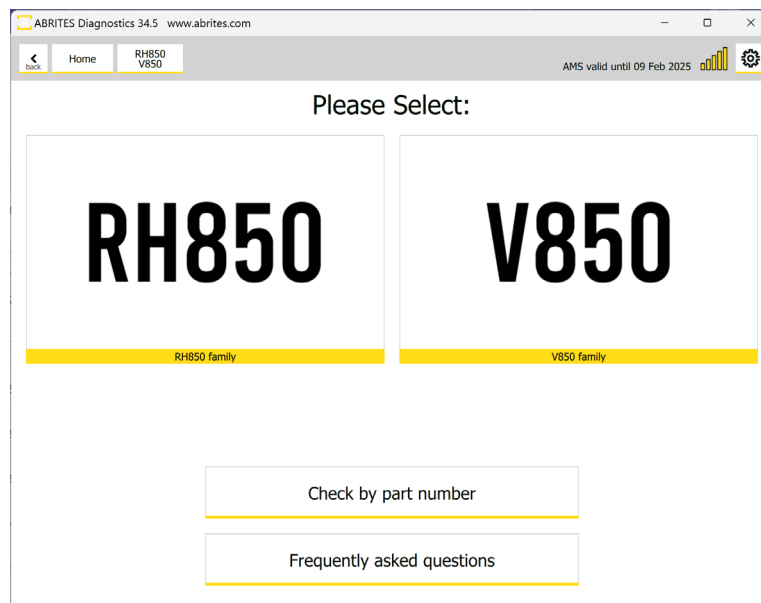 ABRITES Diagnostics 34.5 www.abrites.com
back
Home
RH850
V850
AMS valid until 09 Feb 2025
Please Select:
RH850
V850
RH850 family
V850 family
Check by part number
Frequently asked questions